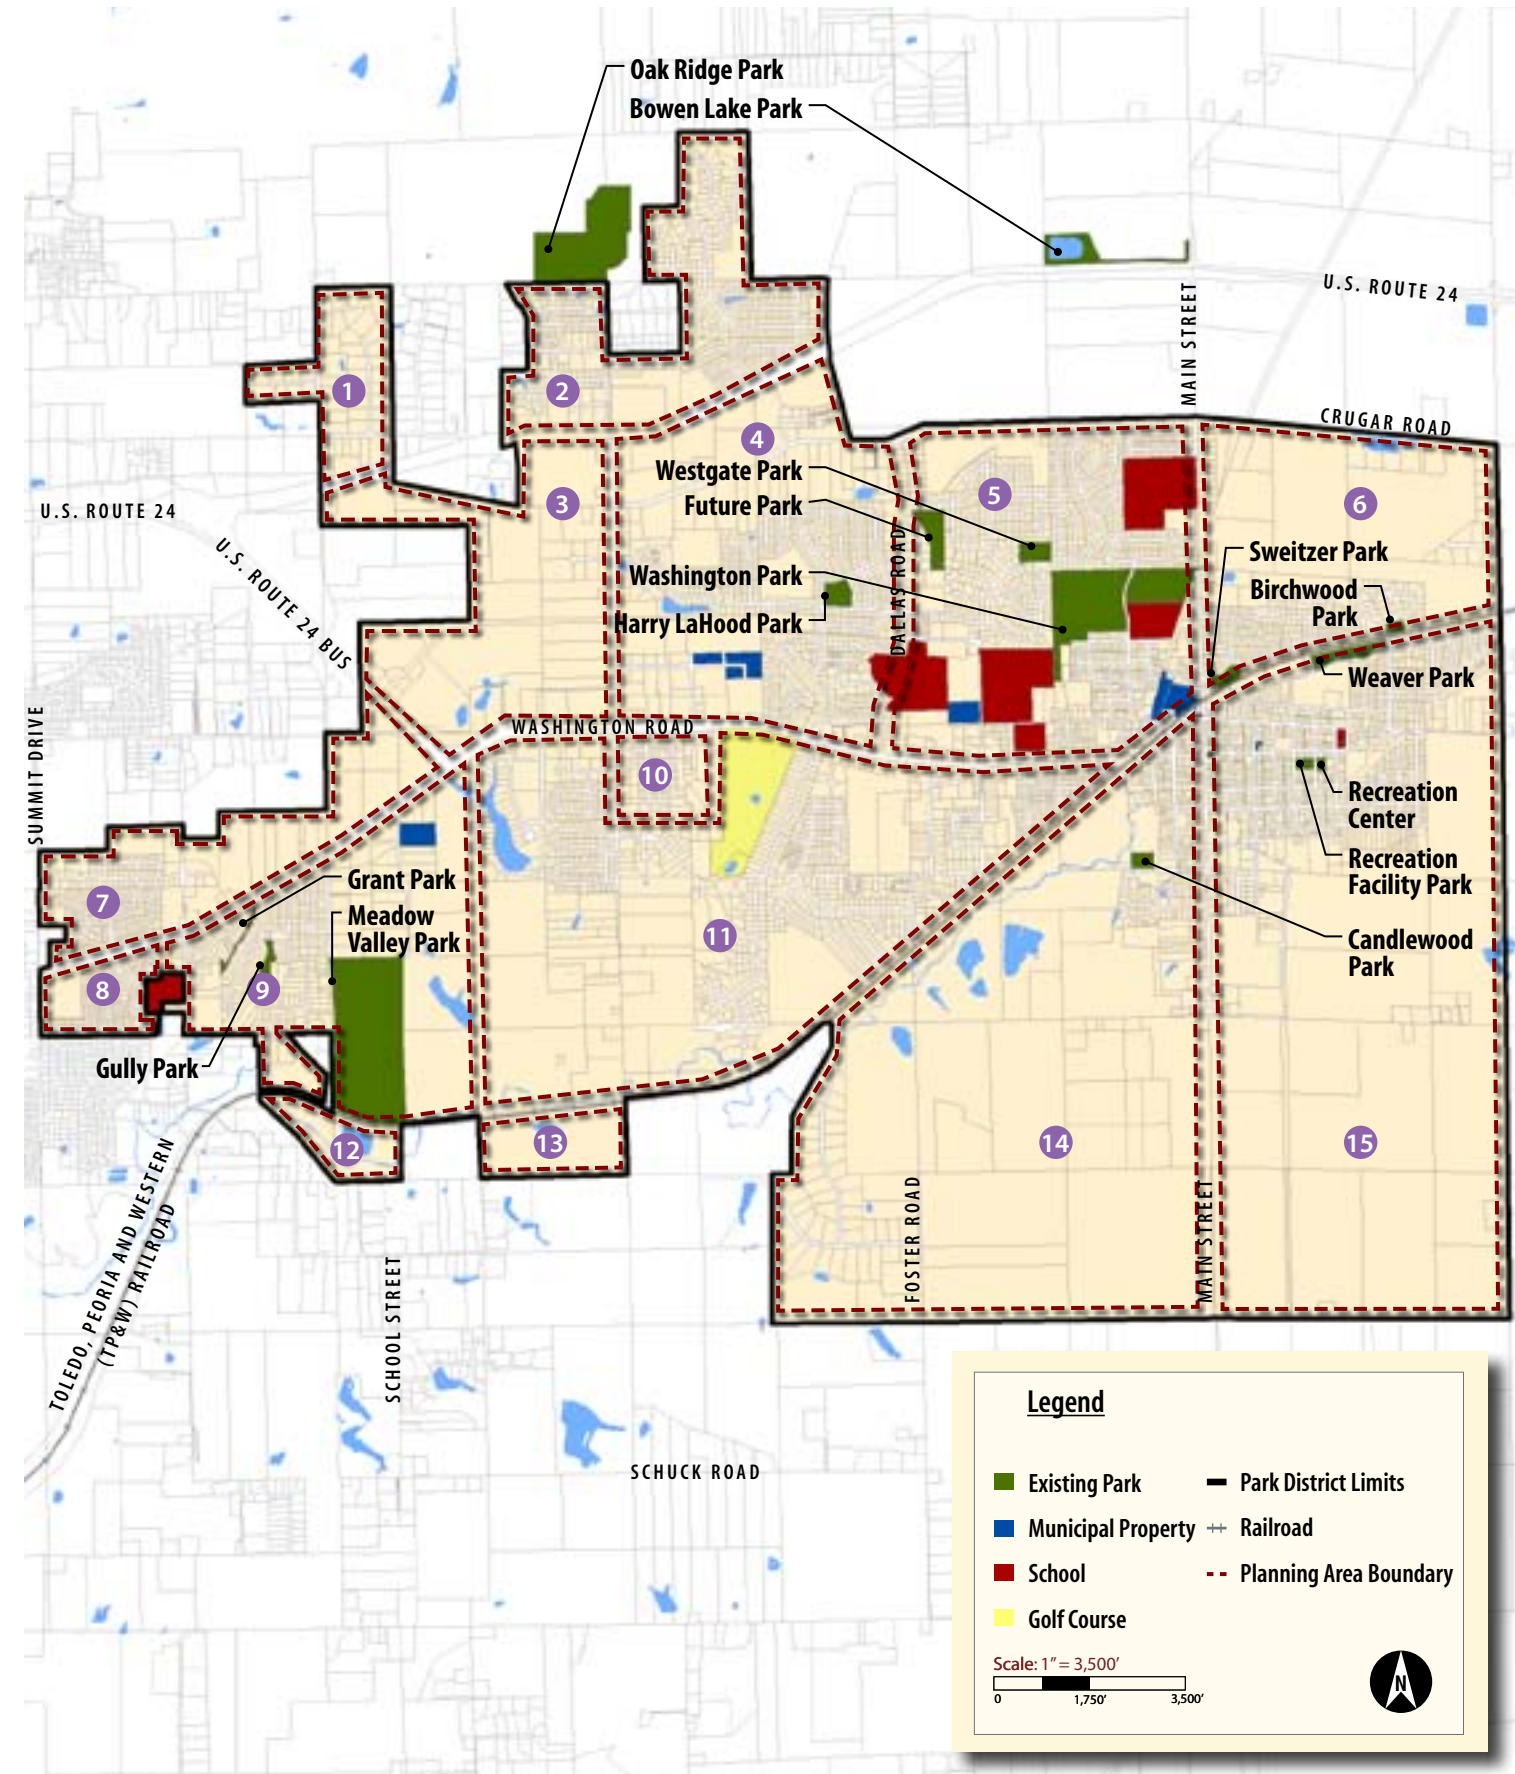 Oak Ridge Park
Bowen Lake Park
U.S. ROUTE 24
MAIN STREET
CRUGAR ROAD
1
2
3
4
5
6
Westgate Park
Future Park
Washington Park
Harry LaHood Park
DALLAS ROAD
Sweitzer Park
Birchwood
Park
Weaver Park
U.S. ROUTE 24
U.S. ROUTE 24 BUS
SUMMIT DRIVE
WASHINGTON ROAD
10
Recreation
Center
Recreation
Facility Park
Candlewood
Park
7
8
9
11
Grant Park
Meadow
Valley Park
Gully Park
12
13
14
15
FOSTER ROAD
MAIN STREET
TOLEDO, PEORIA AND WESTERN
(TP&W) RAILROAD
SCHOOL STREET
SCHUCK ROAD
Legend
Existing Park
Municipal Property
School
Golf Course
Park District Limits
Railroad
Planning Area Boundary
Scale: 1" = 3,500'
0 1,750' 3,500'
N